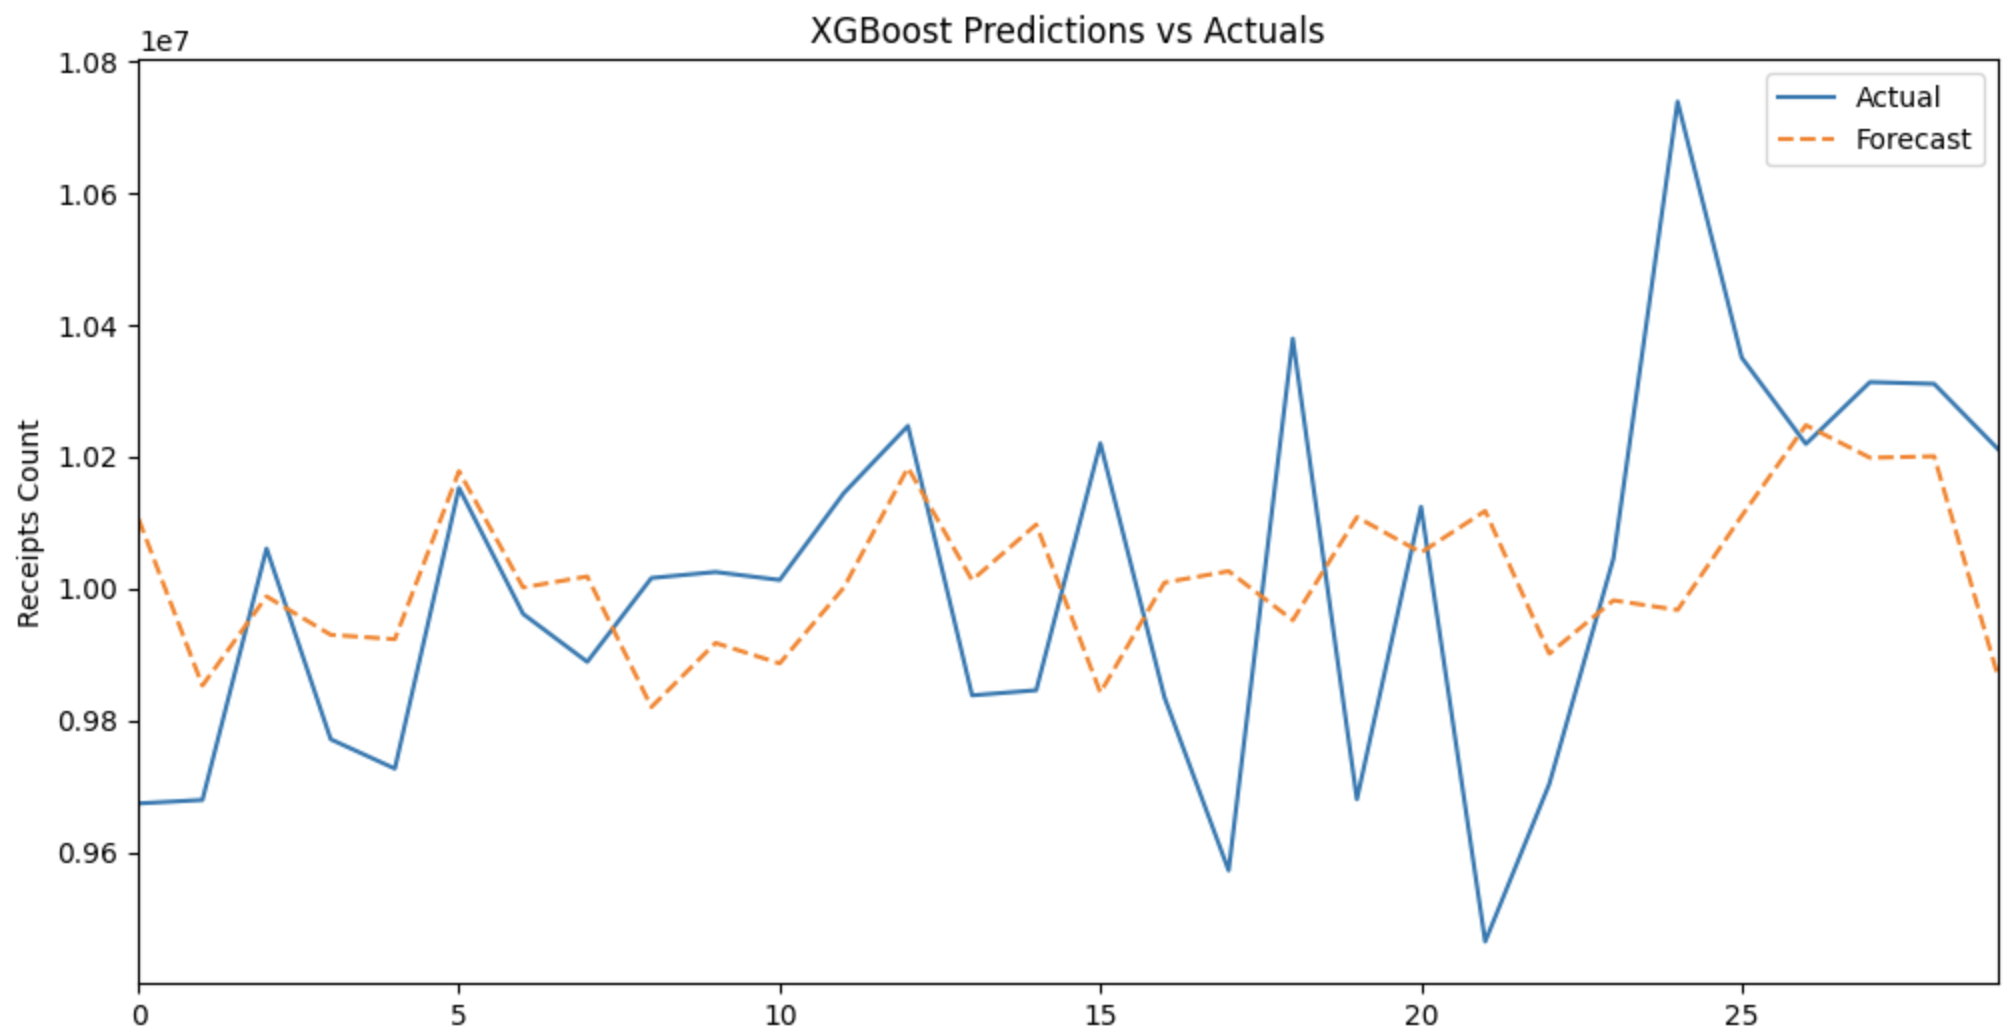 XGBoost Predictions vs Actuals
1e7
1.08
1.06
1.04
1.02
1.00
0.98
0.96
Receipts Count
Actual
Forecast
0 5 10 15 20 25